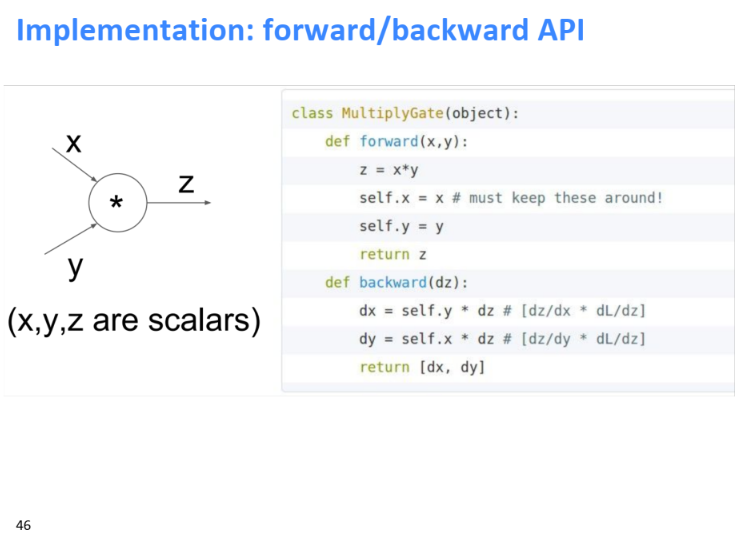 Implementation: forward/backward API
x
*
z
y
(x,y,z are scalars)
class MultiplyGate(object):
    def forward(x,y):
        z = x*y
        self.x = x # must keep these around!
        self.y = y
        return z
    def backward(dz):
        dx = self.y * dz # [dz/dx * dL/dz]
        dy = self.x * dz # [dz/dy * dL/dz]
        return [dx, dy]
46